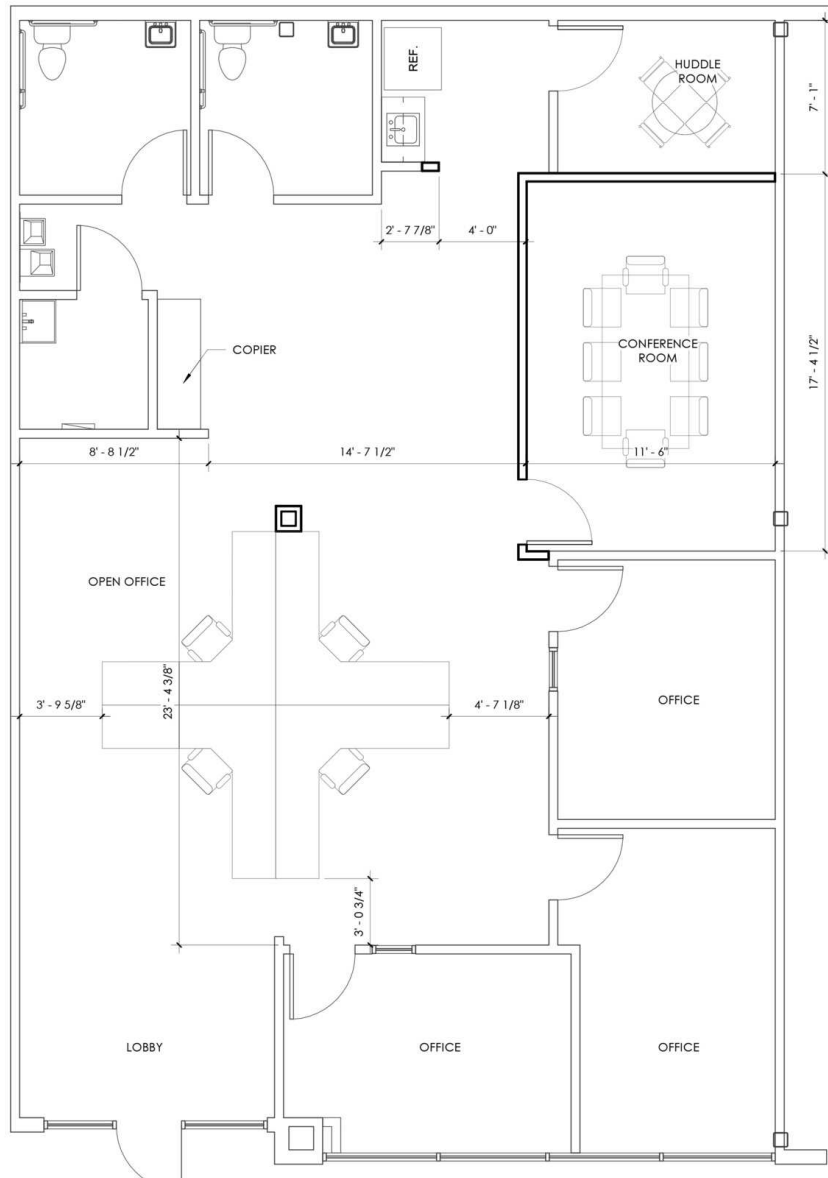 REF.
HUDDLE
ROOM
7' - 1"
2' - 7 7/8"
4' - 0"
COPIER
CONFERENCE
ROOM
17' - 4 1/2"
8' - 8 1/2"
14' - 7 1/2"
11' - 6"
OPEN OFFICE
23' - 4 3/8"
3' - 9 5/8"
4' - 7 1/8"
OFFICE
3' - 0 3/4"
LOBBY
OFFICE
OFFICE